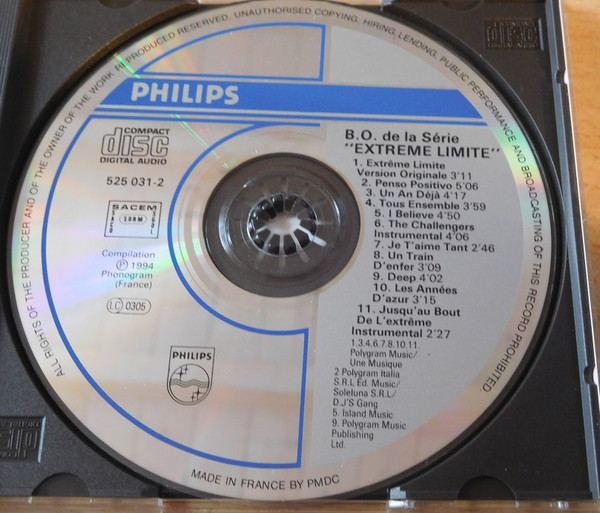 ALL RIGHTS OF THE PRODUCER AND OF THE OWNER OF THE WORK REPRODUCED RESERVED. UNAUTHORISED COPYING, HIRING, LENDING, PUBLIC PERFORMANCE AND BROADCASTING OF THIS RECORD PROHIBITED.
PHILIPS
COMPACT
disc
DIGITAL AUDIO
525 031-2
SACEM
SDRM
Compilation
Ⓟ 1994
Phonogram
(France)
LC 0305
PHILIPS
B.O. de la Série
"EXTREME LIMITE"
1. Extrême Limite
Version Originale 3'11
2. Penso Positivo 5'06
3. Un An Déjà 4'17
4. Tous Ensemble 3'59
5. I Believe 4'50
6. The Challengers
Instrumental 4'06
7. Je T'aime Tant 2'46
8. Un Train
D'enfer 3'09
9. Deep 4'02
10. Les Années
D'azur 3'15
11. Jusqu'au Bout
De L'extrême
Instrumental 2'27
1.3.4.6.7.8.10.11.
Polygram Music/
Une Musique
2 Polygram Italia
S.R.L Ed. Music/
Soleluna S.R.L/
D.J'S Gang
5. Island Music
9. Polygram Music
Publishing
Ltd.
MADE IN FRANCE BY PMDC